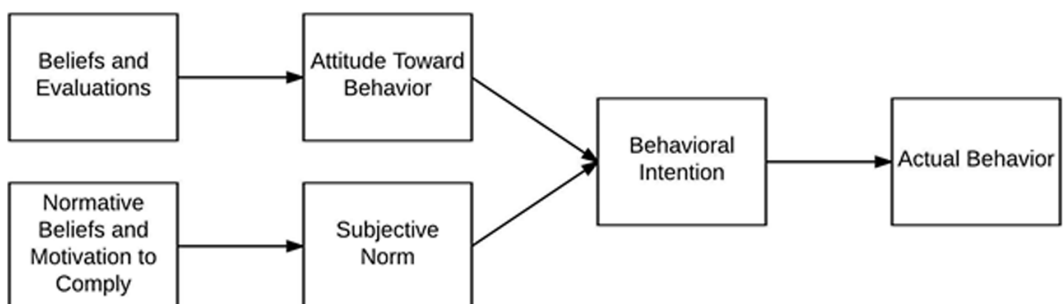 Beliefs and
Evaluations
Attitude Toward
Behavior
Behavioral
Intention
Actual Behavior
Normative
Beliefs and
Motivation to
Comply
Subjective
Norm